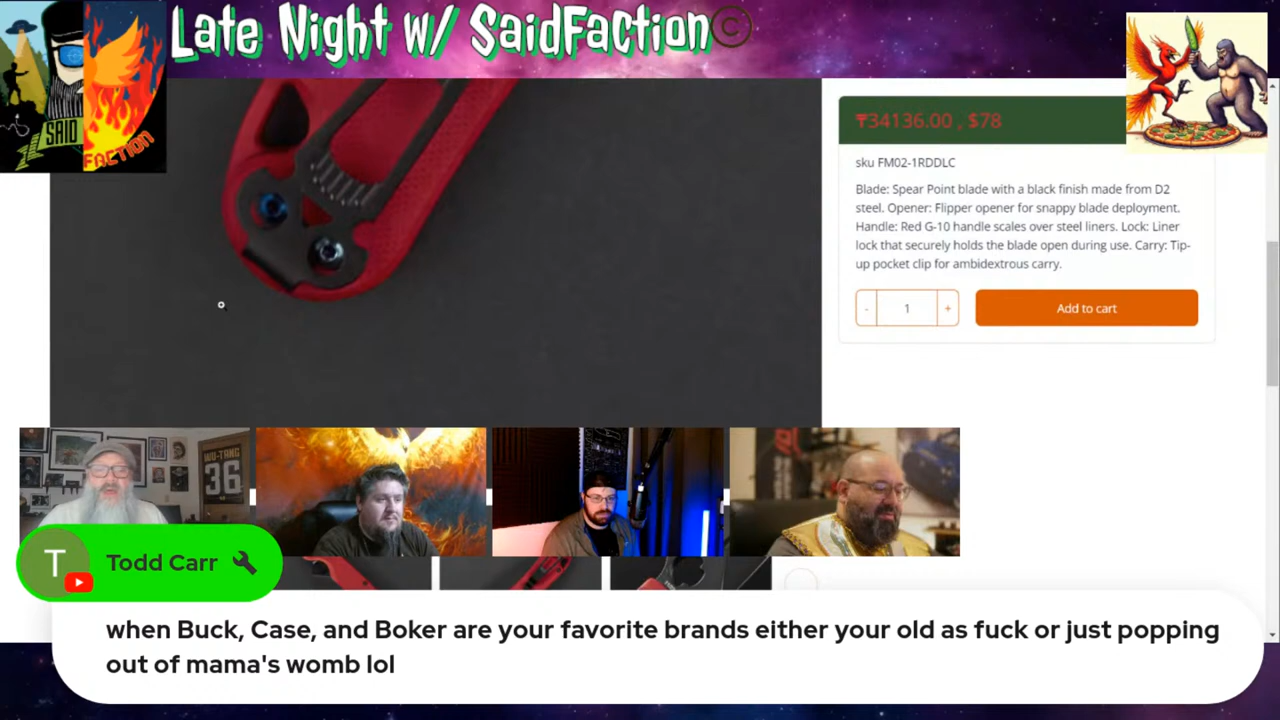 Late Night w/ SaidFaction©
SAID
FACTION
₸34136.00 , $78
sku FM02-1RDDLC
Blade: Spear Point blade with a black finish made from D2
steel. Opener: Flipper opener for snappy blade deployment.
Handle: Red G-10 handle scales over steel liners. Lock: Liner
lock that securely holds the blade open during use. Carry: Tip-
up pocket clip for ambidextrous carry.
- 1 + Add to cart
WU-TANG
36
T Todd Carr
when Buck, Case, and Boker are your favorite brands either your old as fuck or just popping
out of mama's womb lol